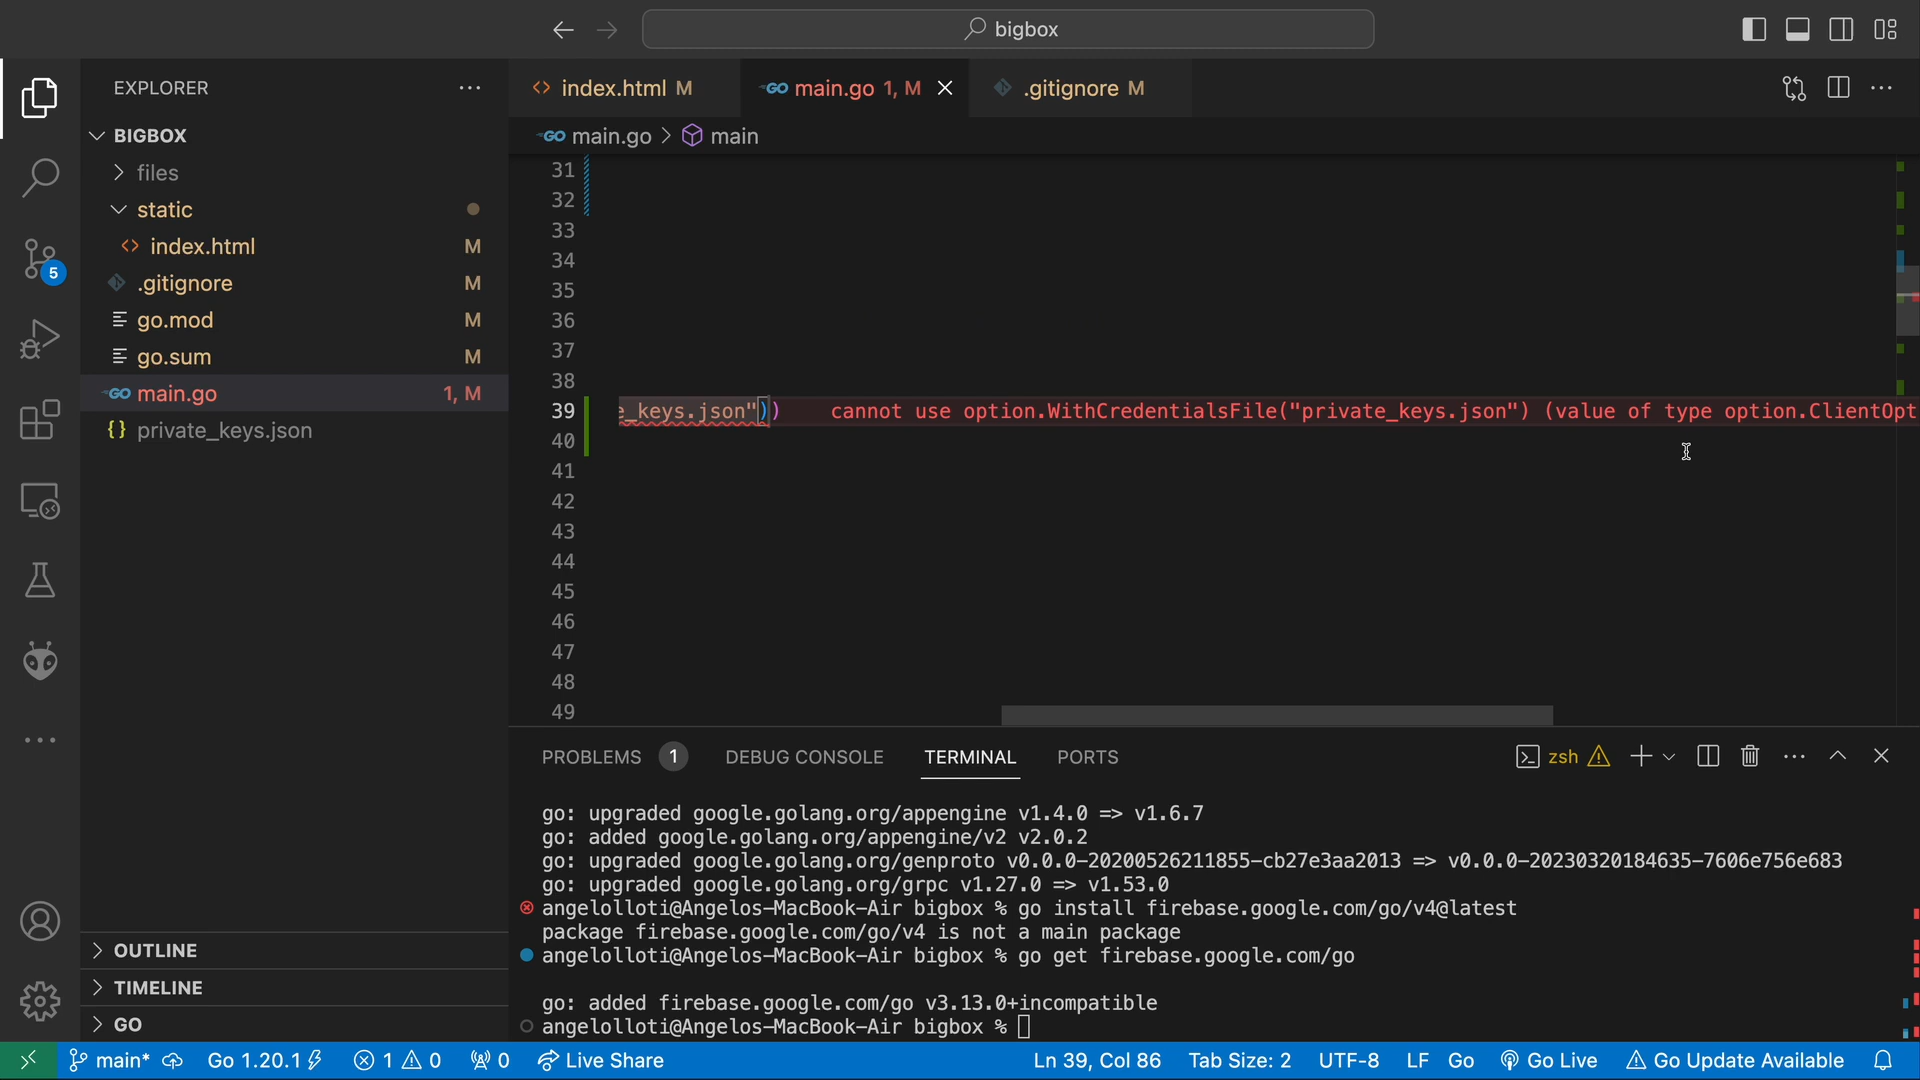 bigbox
EXPLORER
BIGBOX
files
static
index.html M
.gitignore M
go.mod M
go.sum M
GO main.go 1, M
{} private_keys.json
OUTLINE
TIMELINE
GO
<> index.html M
GO main.go 1, M
.gitignore M
GO main.go > main
31
32
33
34
35
36
37
38
39 e_keys.json")) cannot use option.WithCredentialsFile("private_keys.json") (value of type option.ClientOpt
40
41
42
43
44
45
46
47
48
49
PROBLEMS 1 DEBUG CONSOLE TERMINAL PORTS zsh
go: upgraded google.golang.org/appengine v1.4.0 => v1.6.7
go: added google.golang.org/appengine/v2 v2.0.2
go: upgraded google.golang.org/genproto v0.0.0-20200526211855-cb27e3aa2013 => v0.0.0-20230320184635-7606e756e683
go: upgraded google.golang.org/grpc v1.27.0 => v1.53.0
angelolloti@Angelos-MacBook-Air bigbox % go install firebase.google.com/go/v4@latest
package firebase.google.com/go/v4 is not a main package
angelolloti@Angelos-MacBook-Air bigbox % go get firebase.google.com/go
go: added firebase.google.com/go v3.13.0+incompatible
angelolloti@Angelos-MacBook-Air bigbox %
5
main* Go 1.20.1 1 0 0 Live Share Ln 39, Col 86 Tab Size: 2 UTF-8 LF Go Go Live Go Update Available